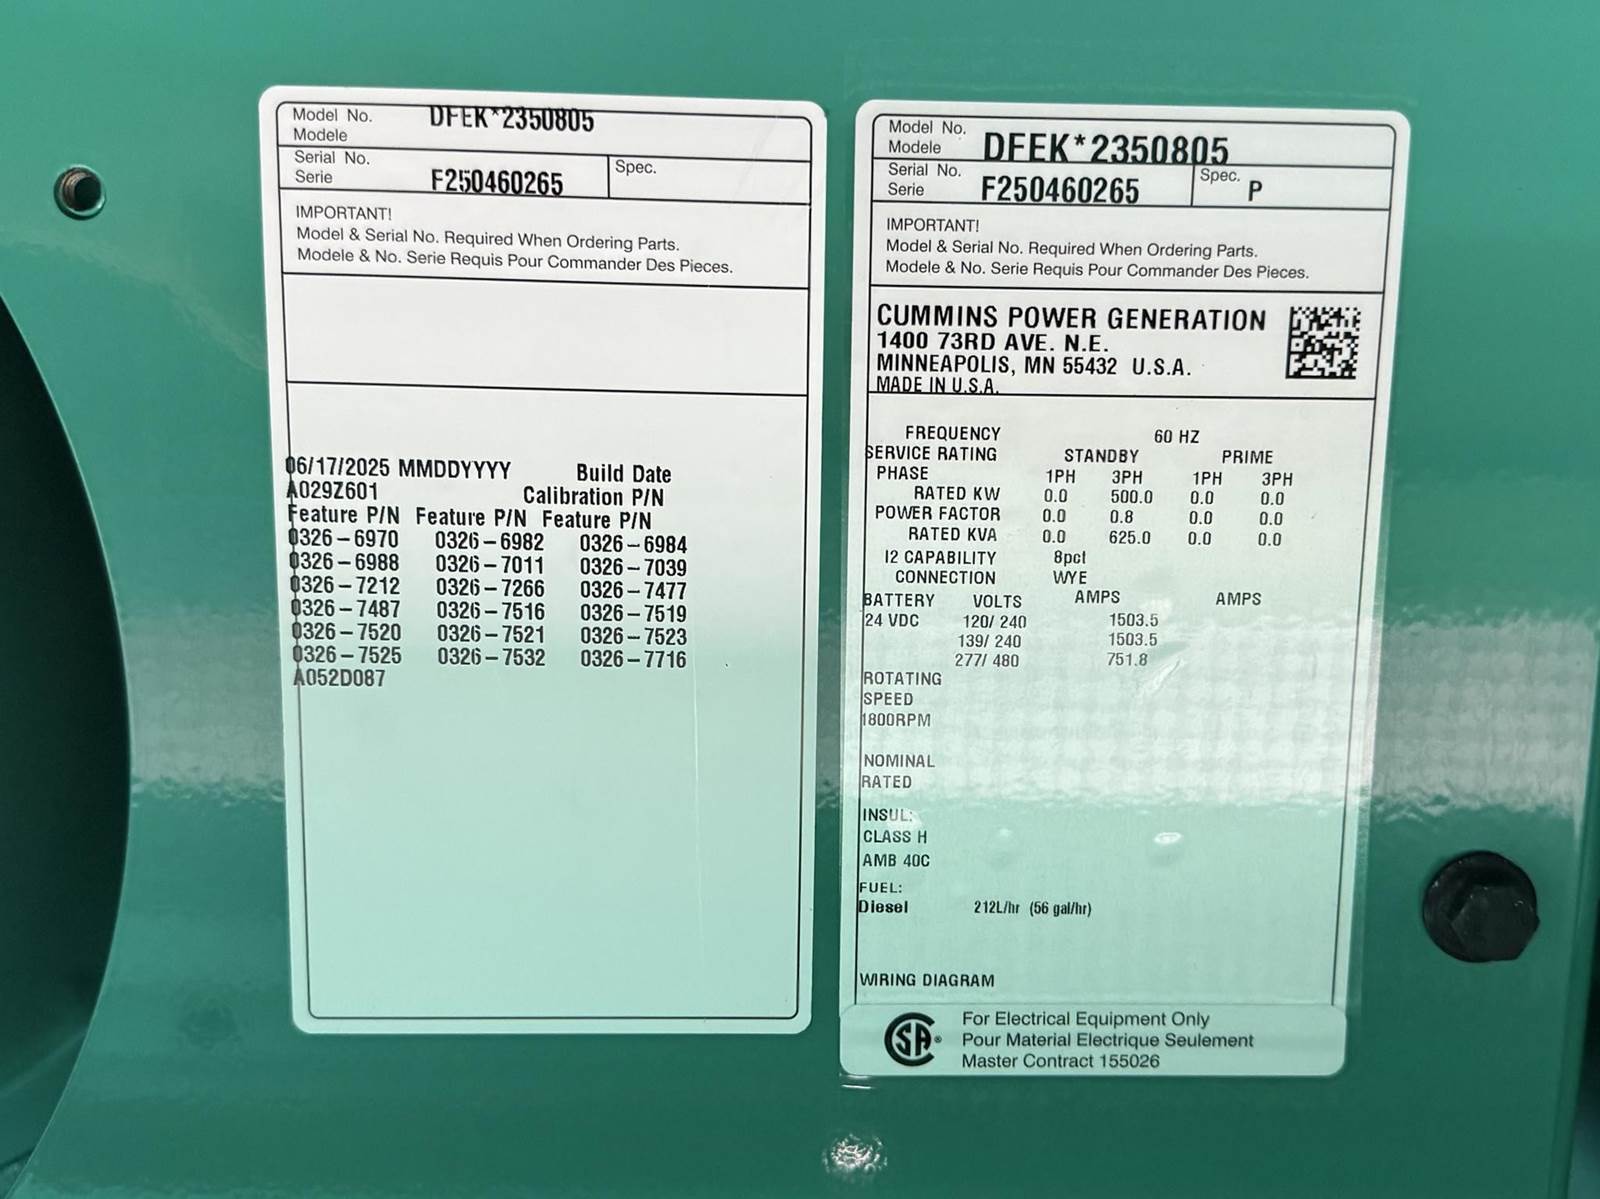 Model No. DFEK*2350805
Modele
Serial No. Spec.
Serie F250460265
IMPORTANT!
Model & Serial No. Required When Ordering Parts.
Modele & No. Serie Requis Pour Commander Des Pieces.
06/17/2025 MMDDYYYY Build Date
A029Z601 Calibration P/N
Feature P/N Feature P/N Feature P/N
0326-6970 0326-6982 0326-6984
0326-6988 0326-7011 0326-7039
0326-7212 0326-7266 0326-7477
0326-7487 0326-7516 0326-7519
0326-7520 0326-7521 0326-7523
0326-7525 0326-7532 0326-7716
A052D087
Model No. DFEK*2350805
Modele
Serial No. Spec.
Serie F250460265 P
IMPORTANT!
Model & Serial No. Required When Ordering Parts.
Modele & No. Serie Requis Pour Commander Des Pieces.
CUMMINS POWER GENERATION
1400 73RD AVE. N.E.
MINNEAPOLIS, MN 55432 U.S.A.
MADE IN U.S.A.
FREQUENCY 60 HZ
SERVICE RATING STANDBY PRIME
PHASE 1PH 3PH 1PH 3PH
RATED KW 0.0 500.0 0.0 0.0
POWER FACTOR 0.0 0.8 0.0 0.0
RATED KVA 0.0 625.0 0.0 0.0
I2 CAPABILITY 8pct
CONNECTION WYE
BATTERY VOLTS AMPS AMPS
24 VDC 120/ 240 1503.5
139/ 240 1503.5
277/ 480 751.8
ROTATING
SPEED
1800RPM
NOMINAL
RATED
INSUL:
CLASS H
AMB 40C
FUEL:
Diesel 212L/hr (56 gal/hr)
WIRING DIAGRAM
SA®
For Electrical Equipment Only
Pour Material Electrique Seulement
Master Contract 155026